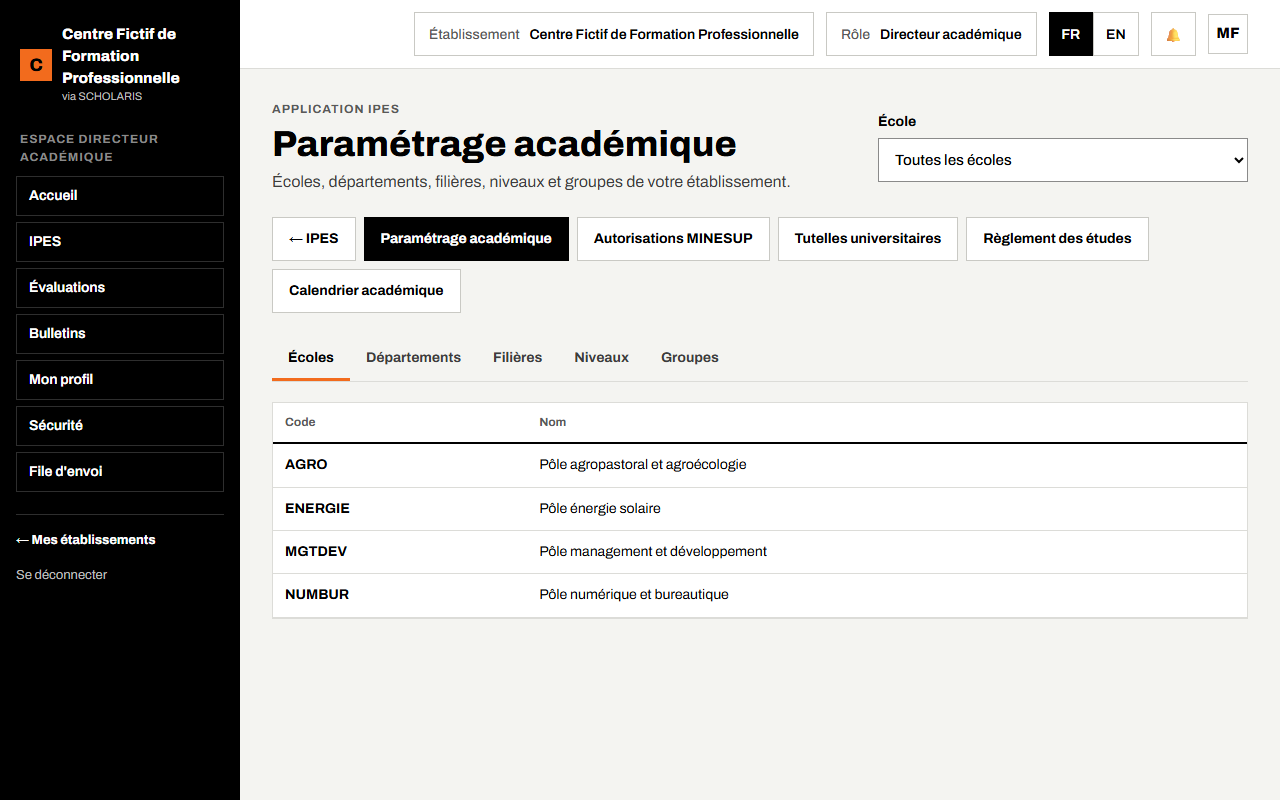 C
Centre Fictif de
Formation
Professionnelle
via SCHOLARIS
ESPACE DIRECTEUR
ACADÉMIQUE
Accueil
IPES
Évaluations
Bulletins
Mon profil
Sécurité
File d'envoi
← Mes établissements
Se déconnecter
Établissement Centre Fictif de Formation Professionnelle
Rôle Directeur académique
FR EN
MF
APPLICATION IPES
Paramétrage académique
Écoles, départements, filières, niveaux et groupes de votre établissement.
École
Toutes les écoles
← IPES
Paramétrage académique
Autorisations MINESUP
Tutelles universitaires
Règlement des études
Calendrier académique
Écoles Départements Filières Niveaux Groupes
Code Nom
AGRO Pôle agropastoral et agroécologie
ENERGIE Pôle énergie solaire
MGTDEV Pôle management et développement
NUMBUR Pôle numérique et bureautique